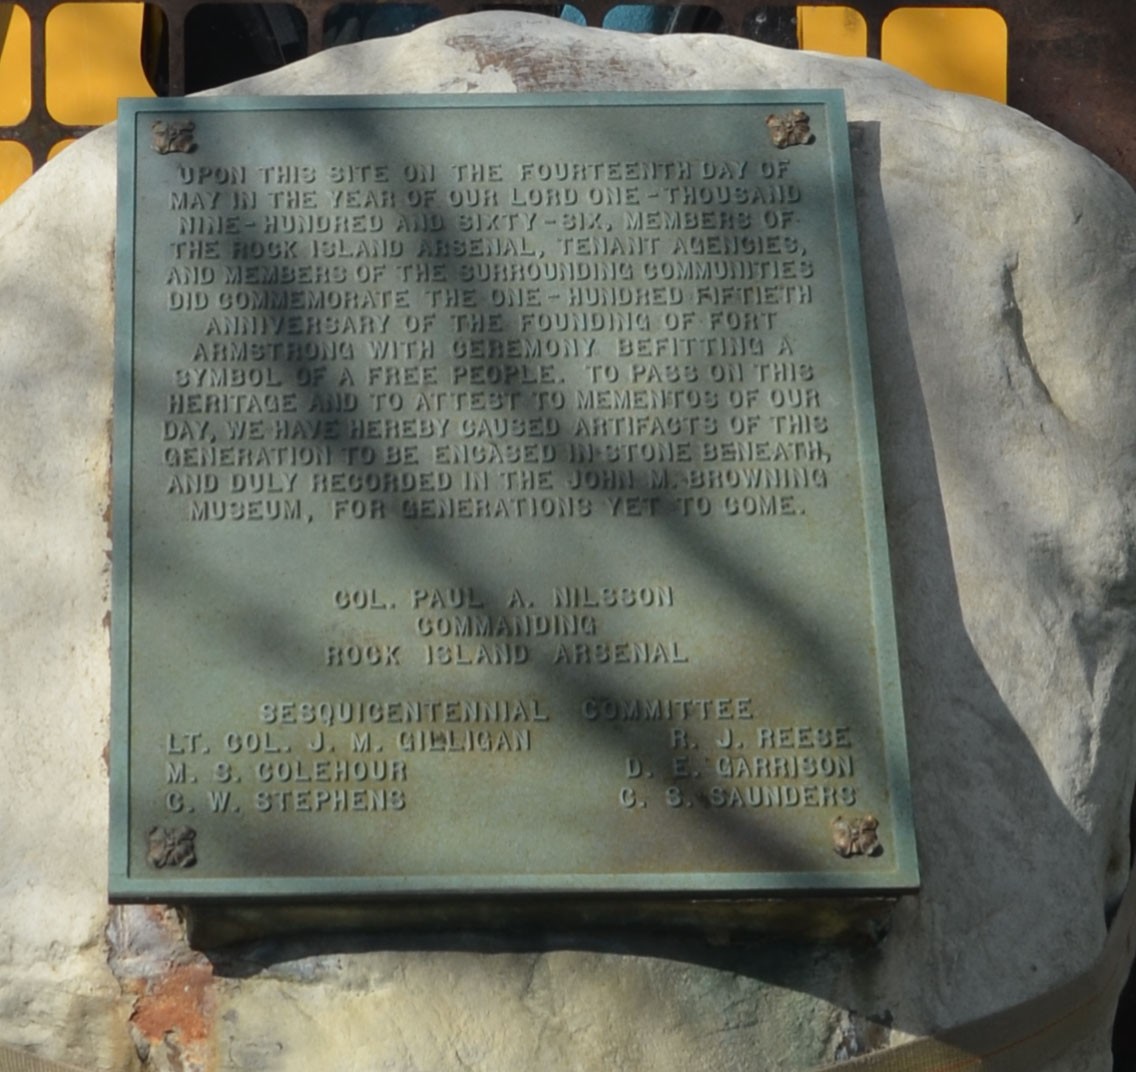 UPON THIS SITE ON THE FOURTEENTH DAY OF
MAY IN THE YEAR OF OUR LORD ONE-THOUSAND
NINE-HUNDRED AND SIXTY-SIX, MEMBERS OF
THE ROCK ISLAND ARSENAL, TENANT AGENCIES,
AND MEMBERS OF THE SURROUNDING COMMUNITIES
DID COMMEMORATE THE ONE-HUNDRED FIFTIETH
ANNIVERSARY OF THE FOUNDING OF FORT
ARMSTRONG WITH CEREMONY BEFITTING A
SYMBOL OF A FREE PEOPLE. TO PASS ON THIS
HERITAGE AND TO ATTEST TO MEMENTOS OF OUR
DAY, WE HAVE HEREBY CAUSED ARTIFACTS OF THIS
GENERATION TO BE ENCASED IN STONE BENEATH,
AND DULY RECORDED IN THE JOHN M. BROWNING
MUSEUM, FOR GENERATIONS YET TO COME.
COL. PAUL A. NILSSON
COMMANDING
ROCK ISLAND ARSENAL
SESQUICENTENNIAL COMMITTEE
LT. COL. J. M. GILLIGAN R. J. REESE
M. S. COLEHOUR D. E. GARRISON
C. W. STEPHENS C. S. SAUNDERS